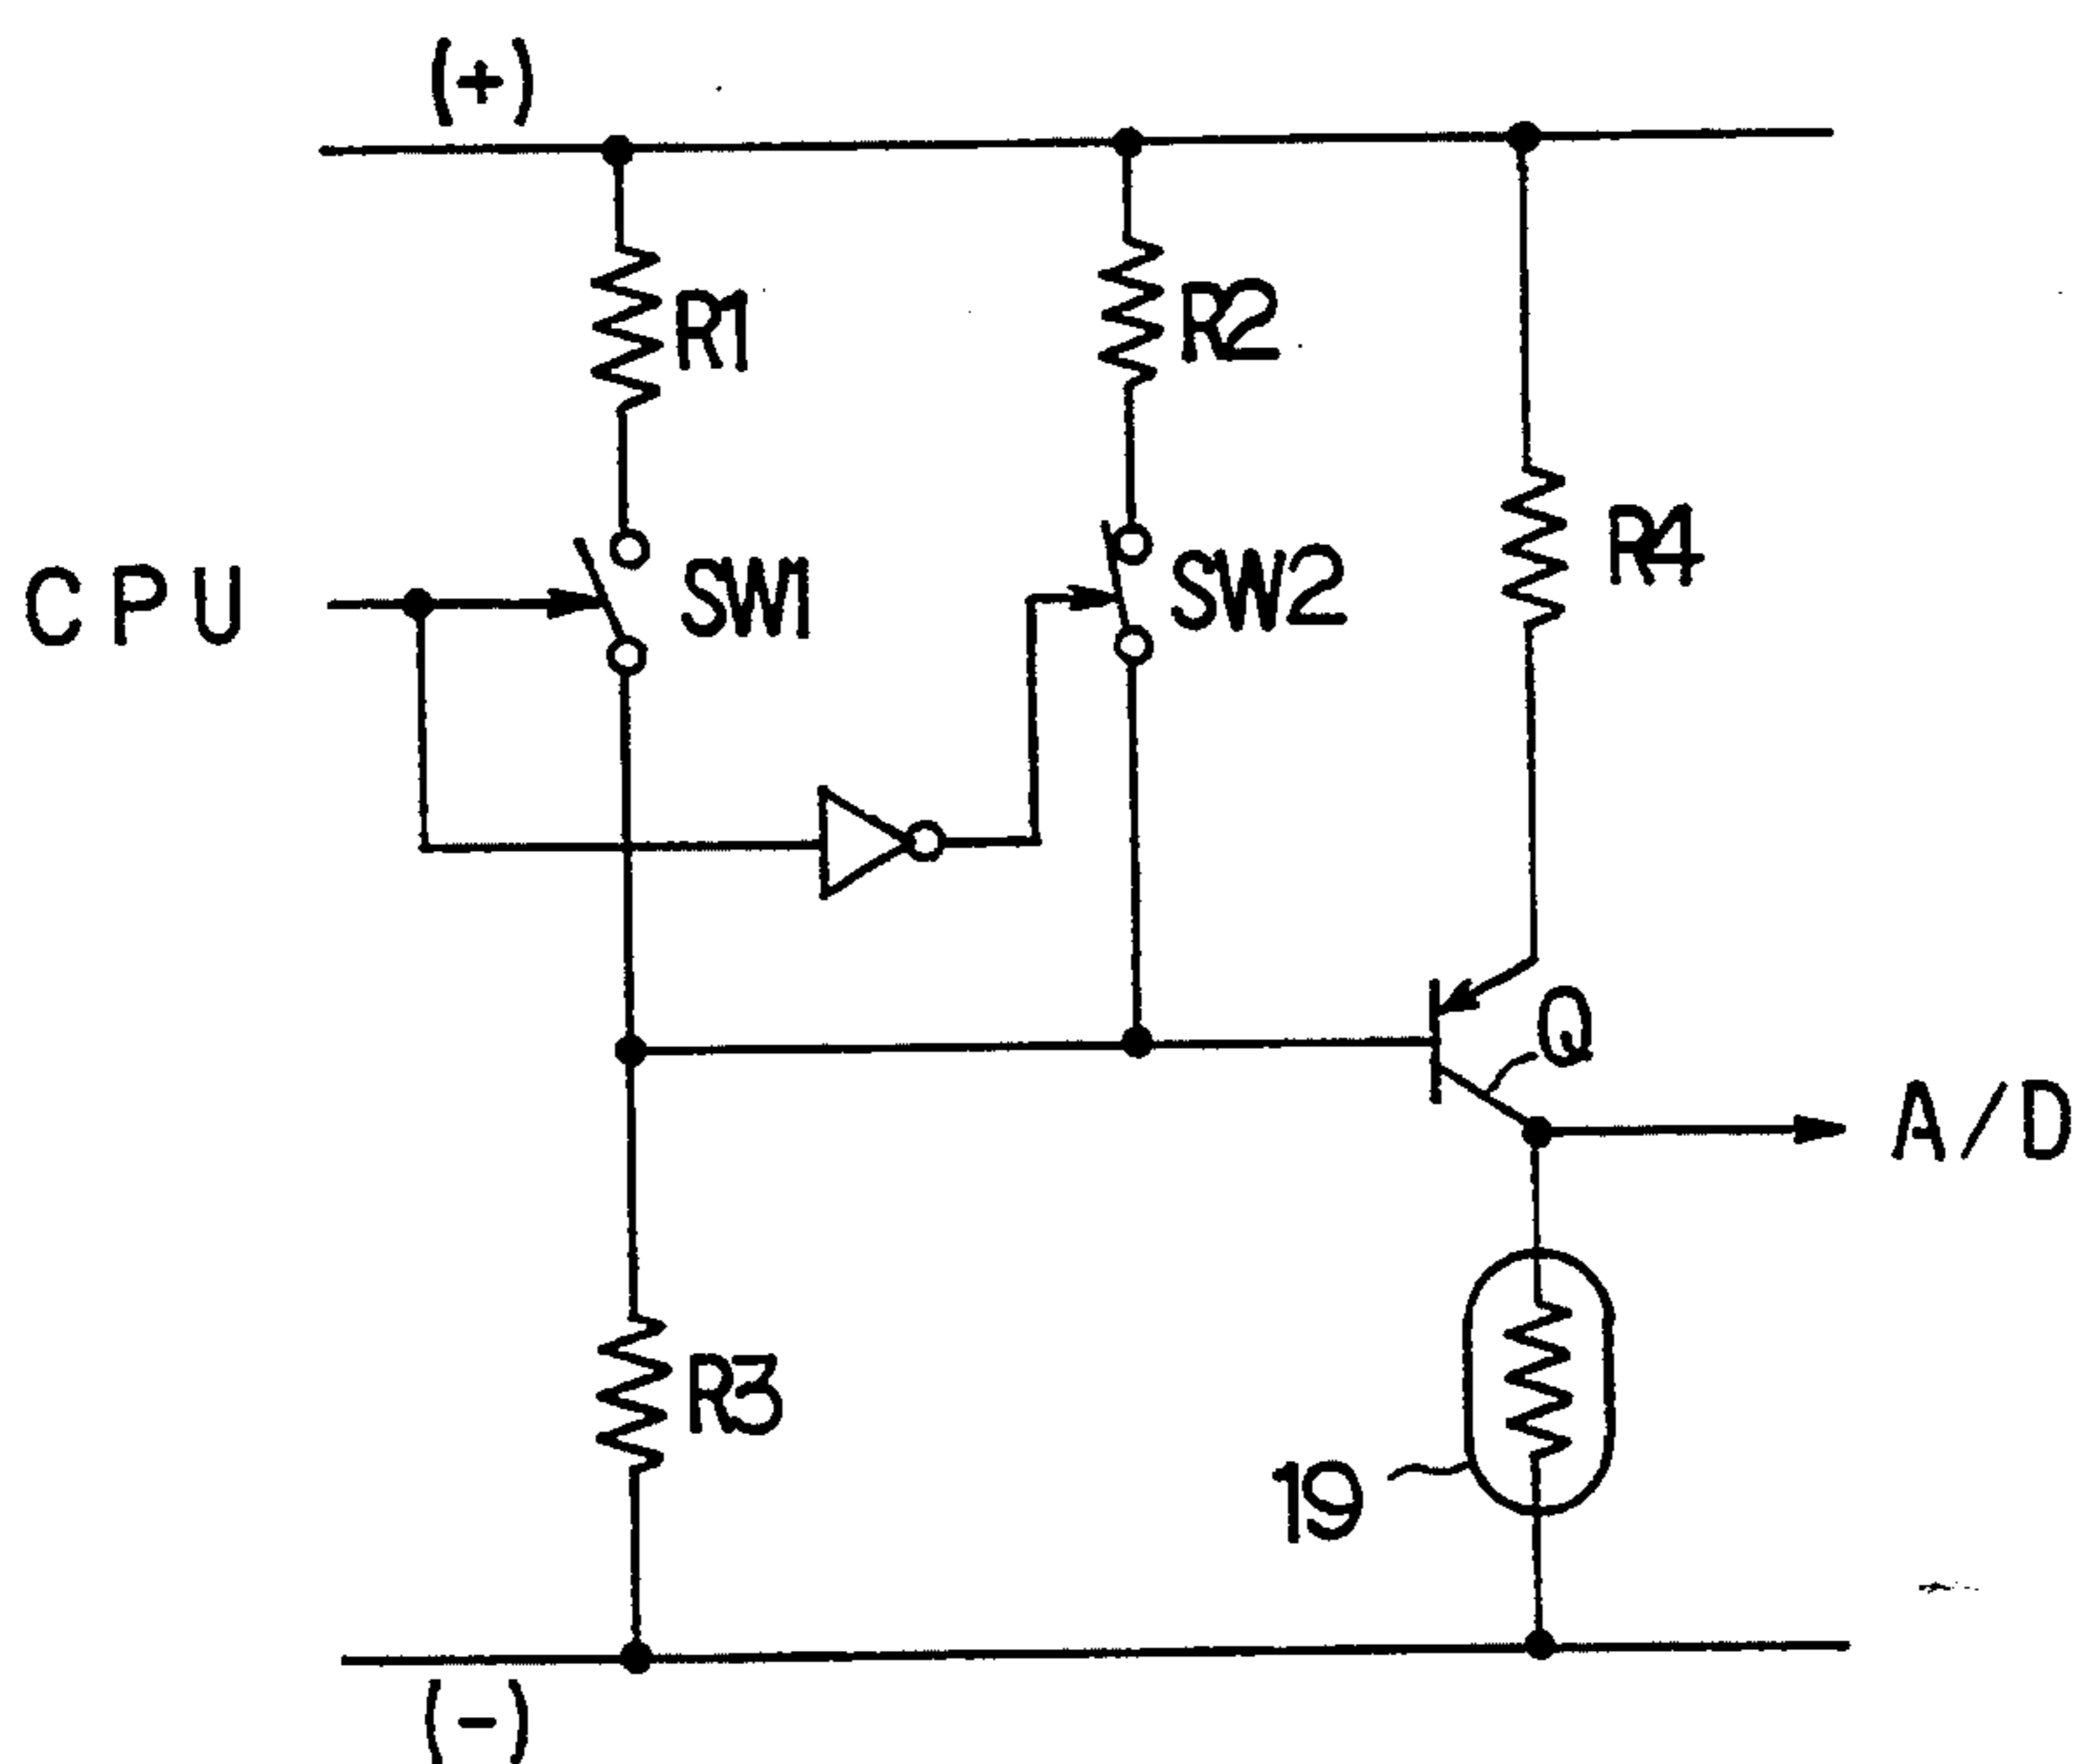 (+)
R1
R2
R4
CPU
SW1
SW2
Q
A/D
R3
19
(-)